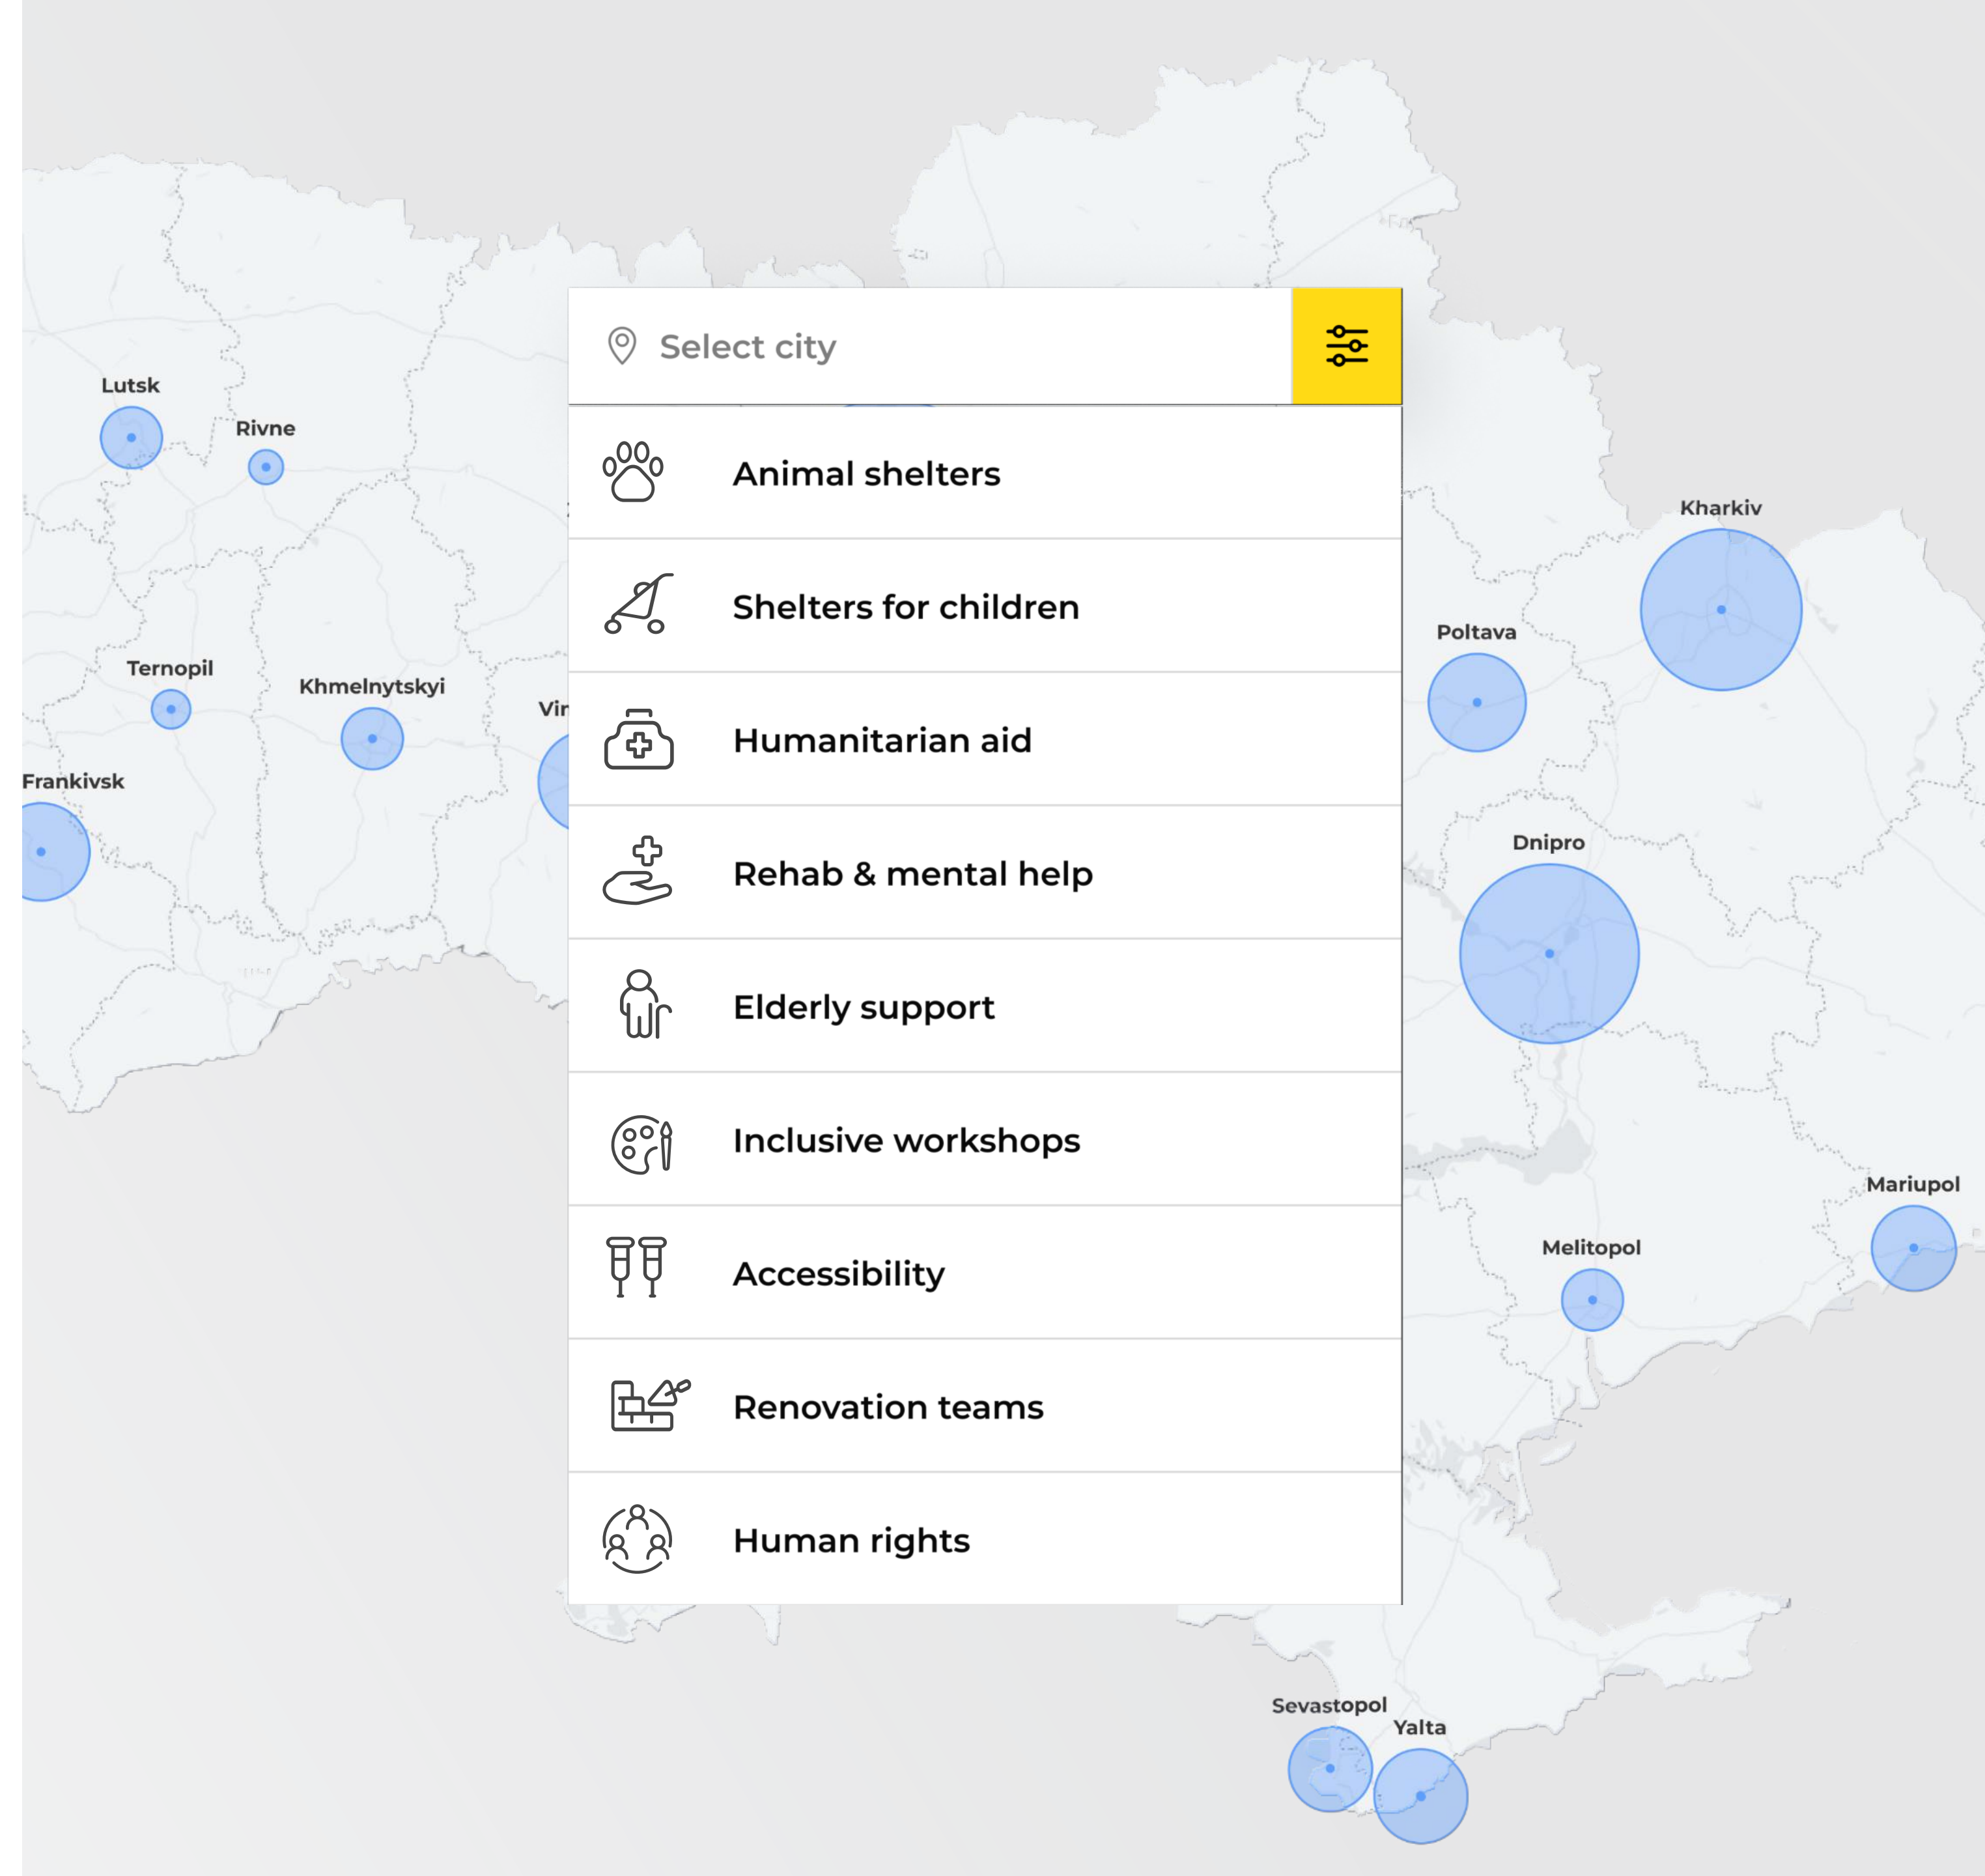 Select city
Animal shelters
Shelters for children
Humanitarian aid
Rehab & mental help
Elderly support
Inclusive workshops
Accessibility
Renovation teams
Human rights
Lutsk
Rivne
Ternopil
Khmelnytskyi
Vin
Frankivsk
Kharkiv
Poltava
Dnipro
Mariupol
Melitopol
Sevastopol
Yalta